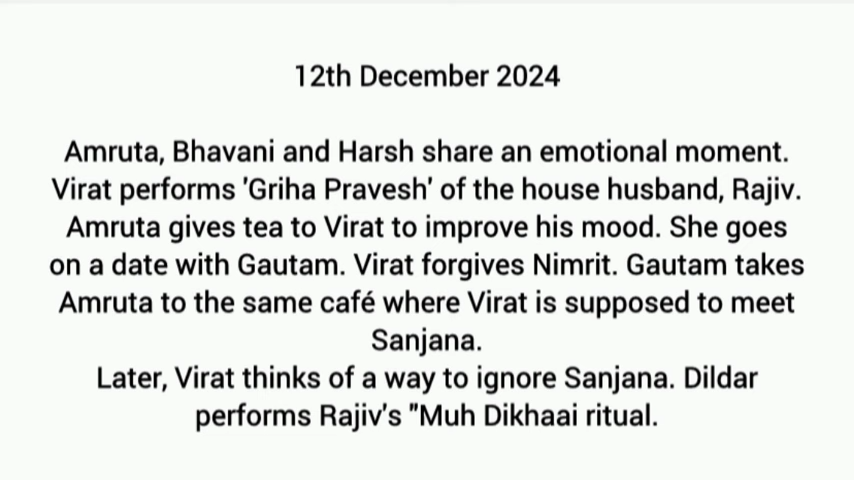 12th December 2024
Amruta, Bhavani and Harsh share an emotional moment.
Virat performs 'Griha Pravesh' of the house husband, Rajiv.
Amruta gives tea to Virat to improve his mood. She goes
on a date with Gautam. Virat forgives Nimrit. Gautam takes
Amruta to the same café where Virat is supposed to meet
Sanjana.
Later, Virat thinks of a way to ignore Sanjana. Dildar
performs Rajiv's "Muh Dikhaai ritual.